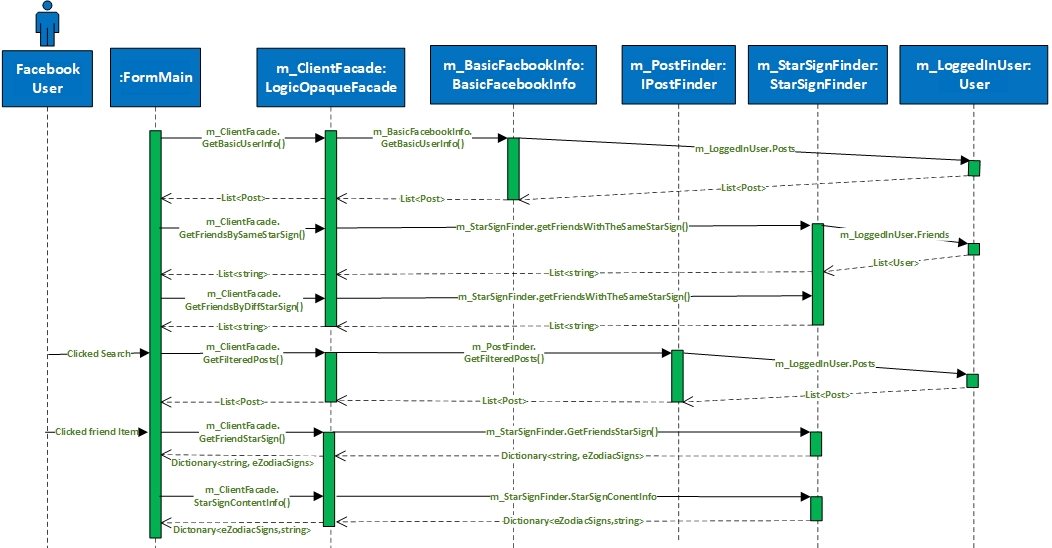 Facebook
User
:FormMain
m_ClientFacade:
LogicOpaqueFacade
m_BasicFacbookInfo:
BasicFacebookInfo
m_PostFinder:
IPostFinder
m_StarSignFinder:
StarSignFinder
m_LoggedInUser:
User
m_ClientFacade.
GetBasicUserInfo()
m_BasicFacebookInfo.
GetBasicUserInfo()
m_LoggedInUser.Posts
List<Post>
List<Post>
List<Post>
m_ClientFacade.
GetFriendsBySameStarSign()
m_StarSignFinder.getFriendsWithTheSameStarSign()
m_LoggedInUser.Friends
List<User>
List<string>
List<string>
m_ClientFacade.
GetFriendsByDiffStarSign()
m_StarSignFinder.getFriendsWithTheSameStarSign()
List<string>
List<string>
Clicked Search
m_ClientFacade.
GetFilteredPosts()
m_PostFinder.
GetFilteredPosts()
m_LoggedInUser.Posts
List<Post>
List<Post>
List<Post>
Clicked friend Item
m_ClientFacade.
GetFriendStarSign()
m_StarSignFinder.GetFriendsStarSign()
Dictionary<string, eZodiacSigns>
Dictionary<string, eZodiacSigns>
m_ClientFacade.
StarSignContentInfo()
m_StarSignFinder.StarSignConentInfo
Dictionary<eZodiacSigns,string>
Dictonary<eZodiacSigns,string>